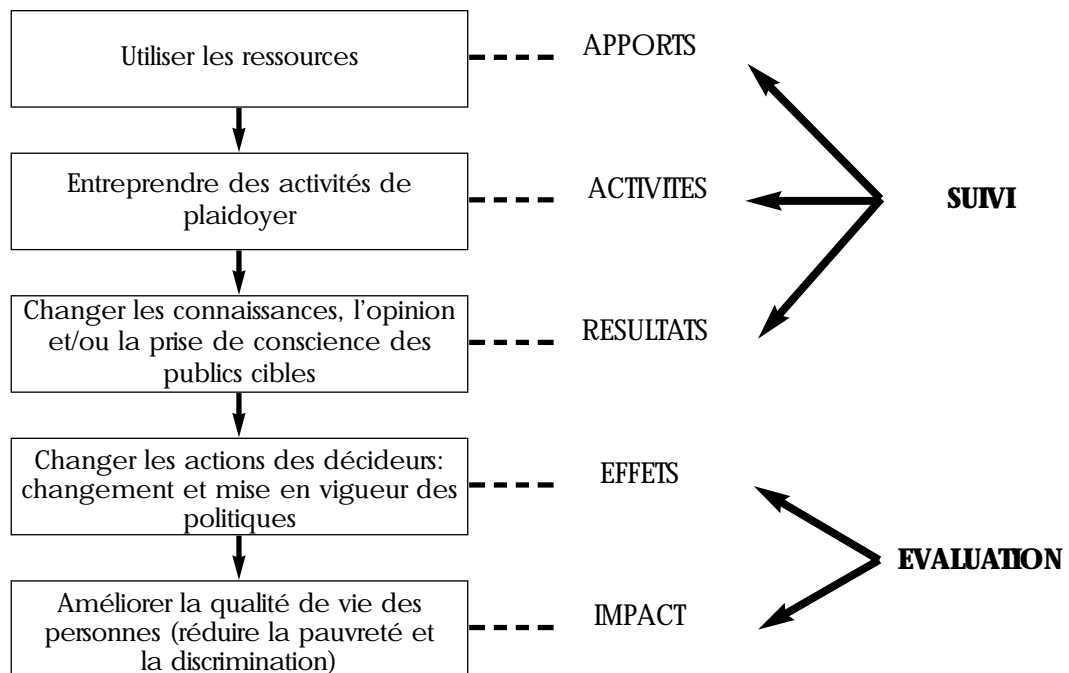 Utiliser les ressources
APPORTS
Entreprendre des activités de
plaidoyer
ACTIVITES
SUIVI
Changer les connaissances, l'opinion
et/ou la prise de conscience des
publics cibles
RESULTATS
Changer les actions des décideurs:
changement et mise en vigueur des
politiques
EFFETS
EVALUATION
Améliorer la qualité de vie des
personnes (réduire la pauvreté et
la discrimination)
IMPACT